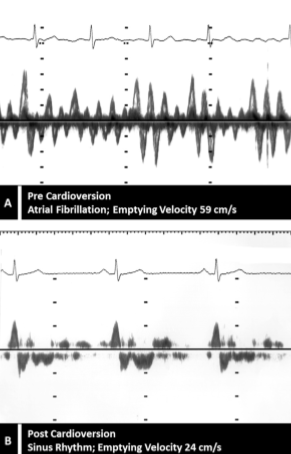 A
Pre Cardioversion
Atrial Fibrillation; Emptying Velocity 59 cm/s
B
Post Cardioversion
Sinus Rhythm; Emptying Velocity 24 cm/s